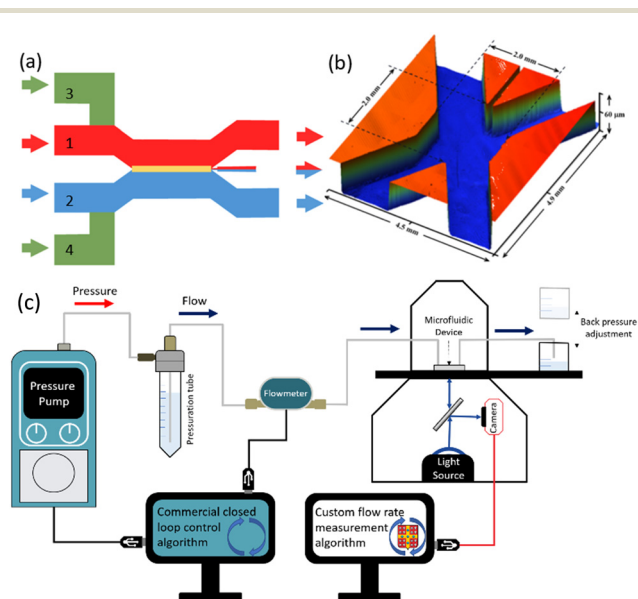 (a)
3
1
2
4
(b)
2.0 mm
2.0 mm
60 μm
4.9 mm
4.5 mm
(c)
Pressure
Flow
Pressure
Pump
Pressuration tube
Flowmeter
Microfluidic
Device
Back pressure
adjustment
Camera
Light
Source
Commercial closed
loop control
algorithm
Custom flow rate
measurement
algorithm